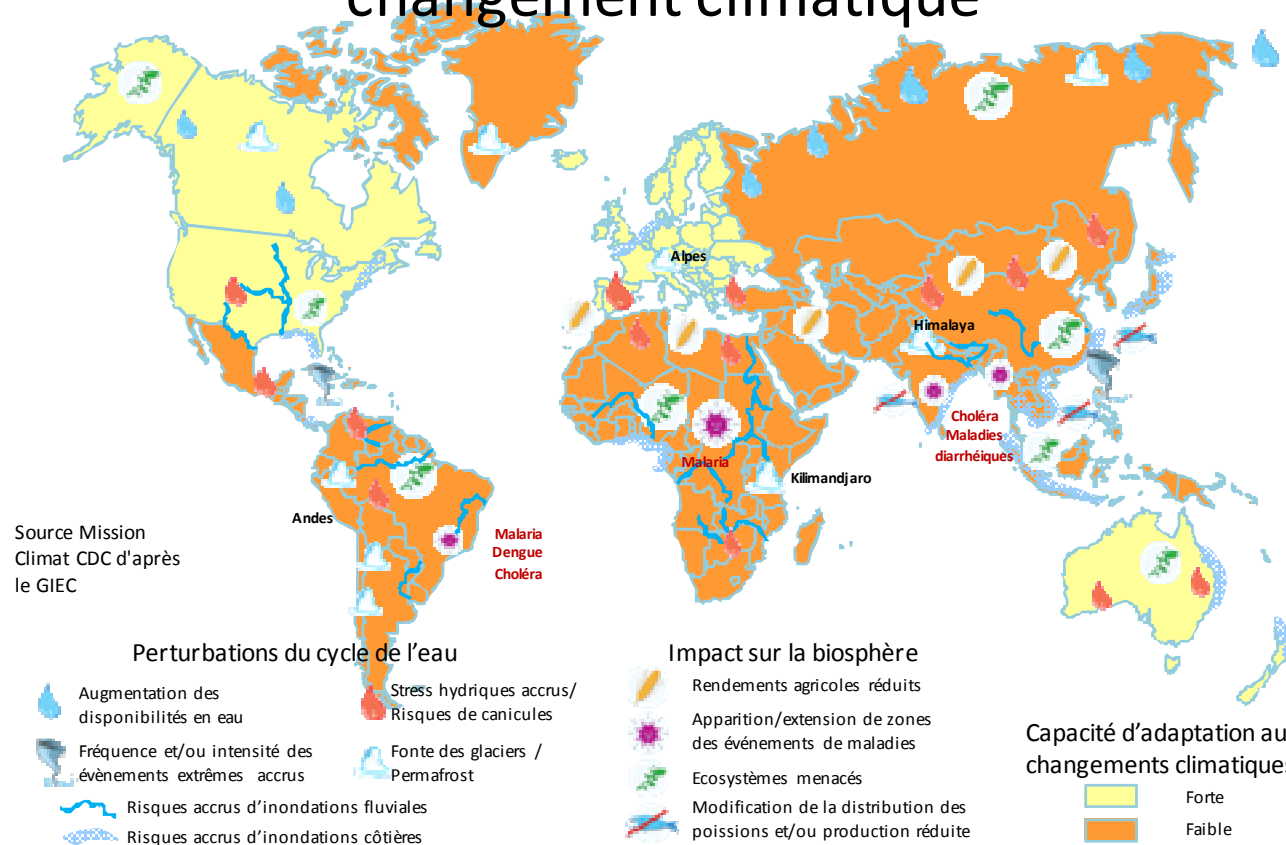 changement climatique
Alpes
Himalaya
Choléra
Maladies
diarrhéiques
Malaria
Kilimandjaro
Andes
Malaria
Dengue
Choléra
Source Mission
Climat CDC d'après
le GIEC
Perturbations du cycle de l'eau
Augmentation des
disponibilités en eau
Stress hydriques accrus/
Risques de canicules
Fréquence et/ou intensité des
évènements extrêmes accrus
Fonte des glaciers /
Permafrost
Risques accrus d'inondations fluviales
Risques accrus d'inondations côtières
Impact sur la biosphère
Rendements agricoles réduits
Apparition/extension de zones
des événements de maladies
Ecosystèmes menacés
Modification de la distribution des
poissions et/ou production réduite
Capacité d'adaptation au
changements climatiques
Forte
Faible